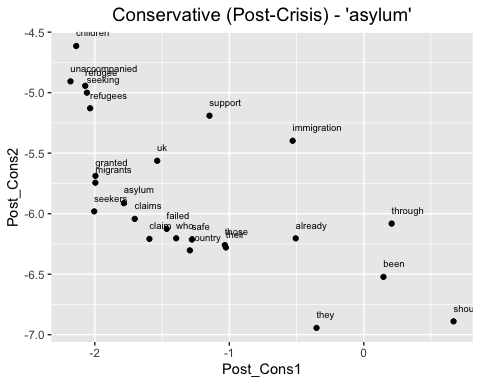 Conservative (Post-Crisis) - 'asylum'
-4.5
children
unaccompanied
refugee
seeking
-5.0
refugees
support
immigration
uk
-5.5
granted
migrants
asylum
seekers
claims
-6.0
failed
through
claim
who
safe
those
their
already
country
been
-6.5
they
shou
-7.0
-2
-1
0
Post_Cons1
Post_Cons2